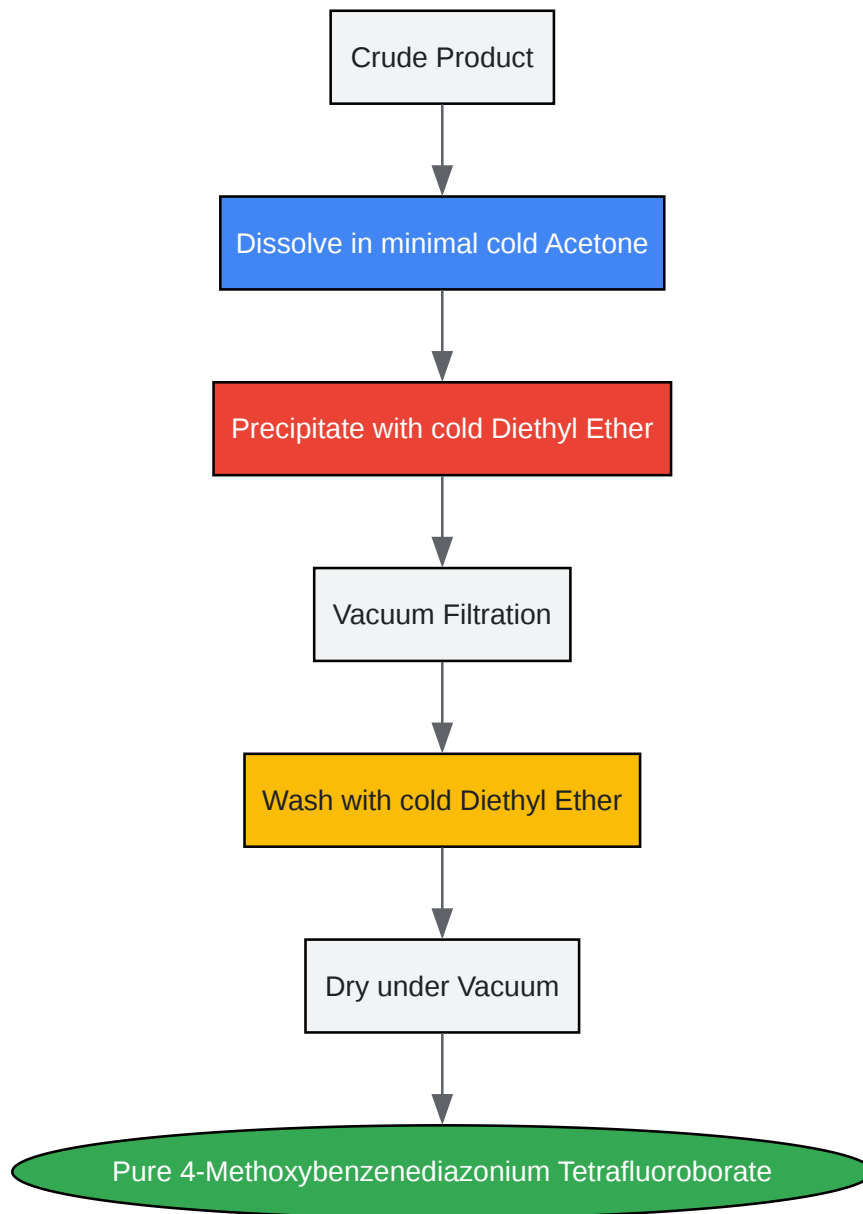 Crude Product
Dissolve in minimal cold Acetone
Precipitate with cold Diethyl Ether
Vacuum Filtration
Wash with cold Diethyl Ether
Dry under Vacuum
Pure 4-Methoxybenzenediazonium Tetrafluoroborate